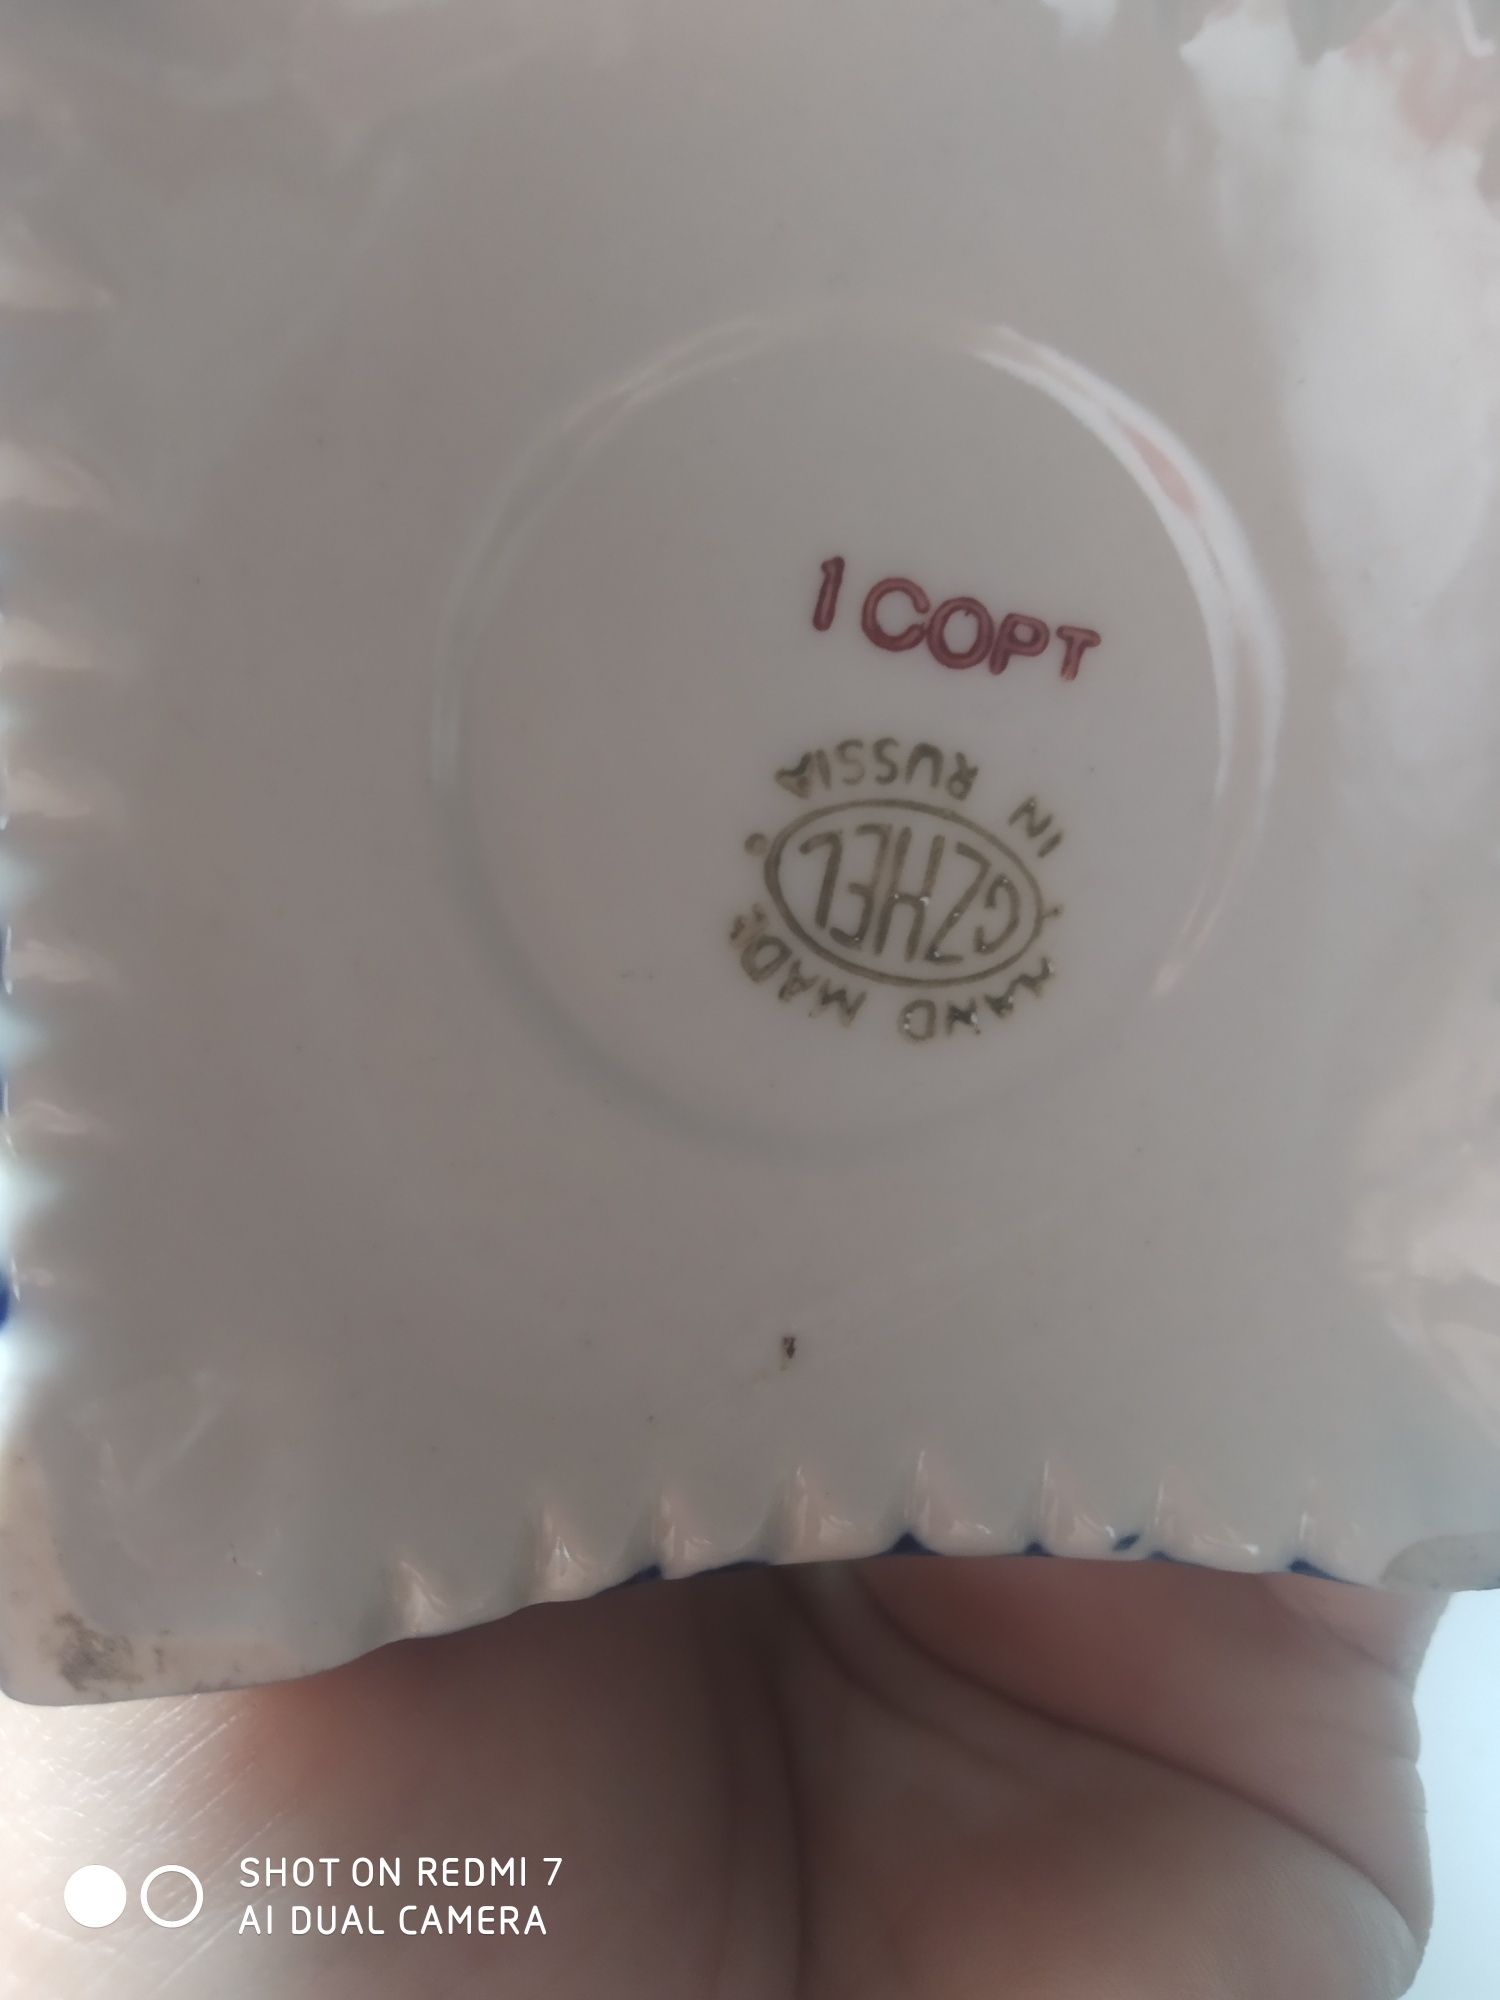 1 СОРТ
HAND MADE
GZHEL
IN RUSSIA
SHOT ON REDMI 7
AI DUAL CAMERA